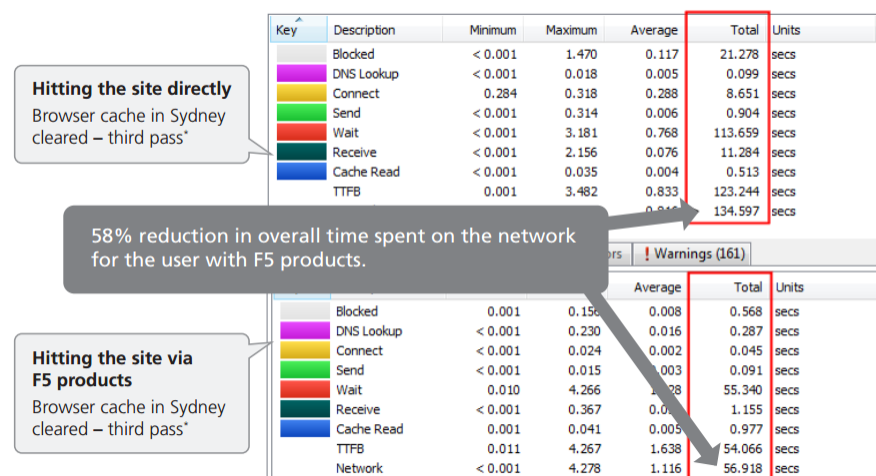 Key Description Minimum Maximum Average Total Units
Blocked < 0.001 1.470 0.117 21.278 secs
DNS Lookup < 0.001 0.018 0.005 0.099 secs
Connect 0.284 0.318 0.288 8.651 secs
Send < 0.001 0.314 0.006 0.904 secs
Wait < 0.001 3.181 0.768 113.659 secs
Receive < 0.001 2.156 0.076 11.284 secs
Cache Read < 0.001 0.035 0.004 0.513 secs
TTFB 0.001 3.482 0.833 123.244 secs
134.597 secs
Hitting the site directly
Browser cache in Sydney
cleared – third pass*
58% reduction in overall time spent on the network
for the user with F5 products.
! Warnings (161)
Average Total Units
Blocked 0.001 0.156 0.008 0.568 secs
DNS Lookup < 0.001 0.230 0.016 0.287 secs
Connect < 0.001 0.024 0.002 0.045 secs
Send < 0.001 0.015 0.003 0.091 secs
Wait 0.010 4.266 55.340 secs
Receive < 0.001 0.367 1.155 secs
Cache Read 0.001 0.041 0.005 0.977 secs
TTFB 0.011 4.267 1.638 54.066 secs
Network < 0.001 4.278 1.116 56.918 secs
Hitting the site via
F5 products
Browser cache in Sydney
cleared – third pass*